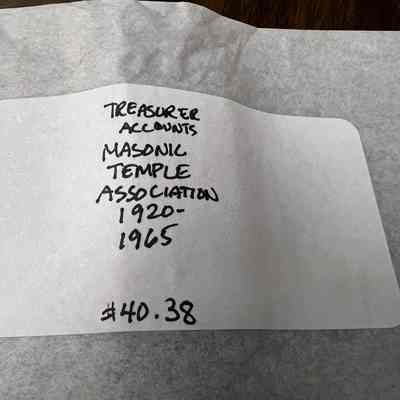 TREASURER
ACCOUNTS
MASONIC
TEMPLE
ASSOCIATION
1920-
1965
$40.38